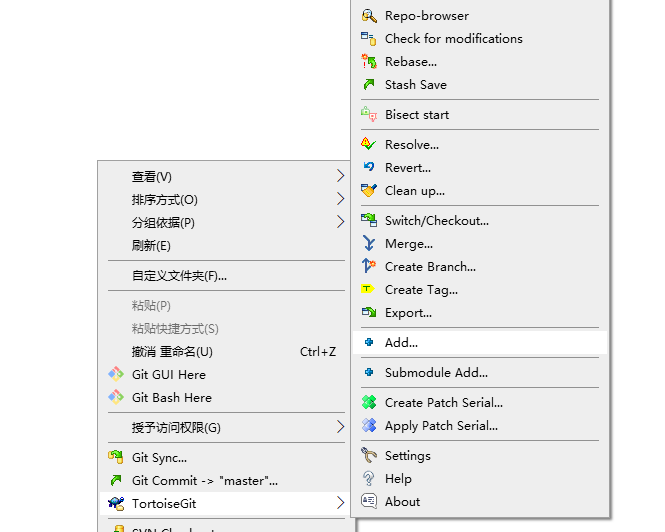 Repo-browser
Check for modifications
Rebase...
Stash Save
Bisect start
Resolve...
Revert...
Clean up...
Switch/Checkout...
Merge...
Create Branch...
Create Tag...
Export...
Add...
Submodule Add...
Create Patch Serial...
Apply Patch Serial...
Settings
Help
About
查看(V)
排序方式(O)
分组依据(P)
刷新(E)
自定义文件夹(F)...
粘贴(P)
粘贴快捷方式(S)
撤消 重命名(U) Ctrl+Z
Git GUI Here
Git Bash Here
授予访问权限(G)
Git Sync...
Git Commit -> "master"...
TortoiseGit